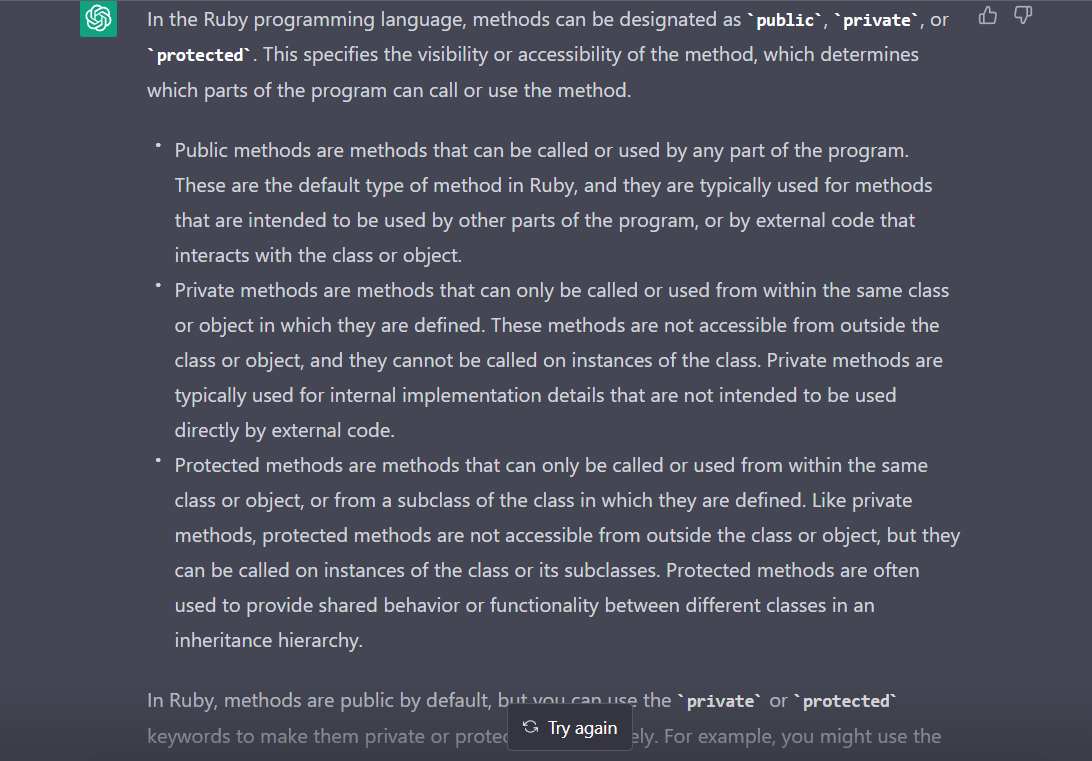 In the Ruby programming language, methods can be designated as `public`, `private`, or
`protected`. This specifies the visibility or accessibility of the method, which determines
which parts of the program can call or use the method.
• Public methods are methods that can be called or used by any part of the program.
These are the default type of method in Ruby, and they are typically used for methods
that are intended to be used by other parts of the program, or by external code that
interacts with the class or object.
• Private methods are methods that can only be called or used from within the same class
or object in which they are defined. These methods are not accessible from outside the
class or object, and they cannot be called on instances of the class. Private methods are
typically used for internal implementation details that are not intended to be used
directly by external code.
• Protected methods are methods that can only be called or used from within the same
class or object, or from a subclass of the class in which they are defined. Like private
methods, protected methods are not accessible from outside the class or object, but they
can be called on instances of the class or its subclasses. Protected methods are often
used to provide shared behavior or functionality between different classes in an
inheritance hierarchy.
In Ruby, methods are public by default, but you can use the `private` or `protected`
keywords to make them private or protec ely. For example, you might use the
Try again